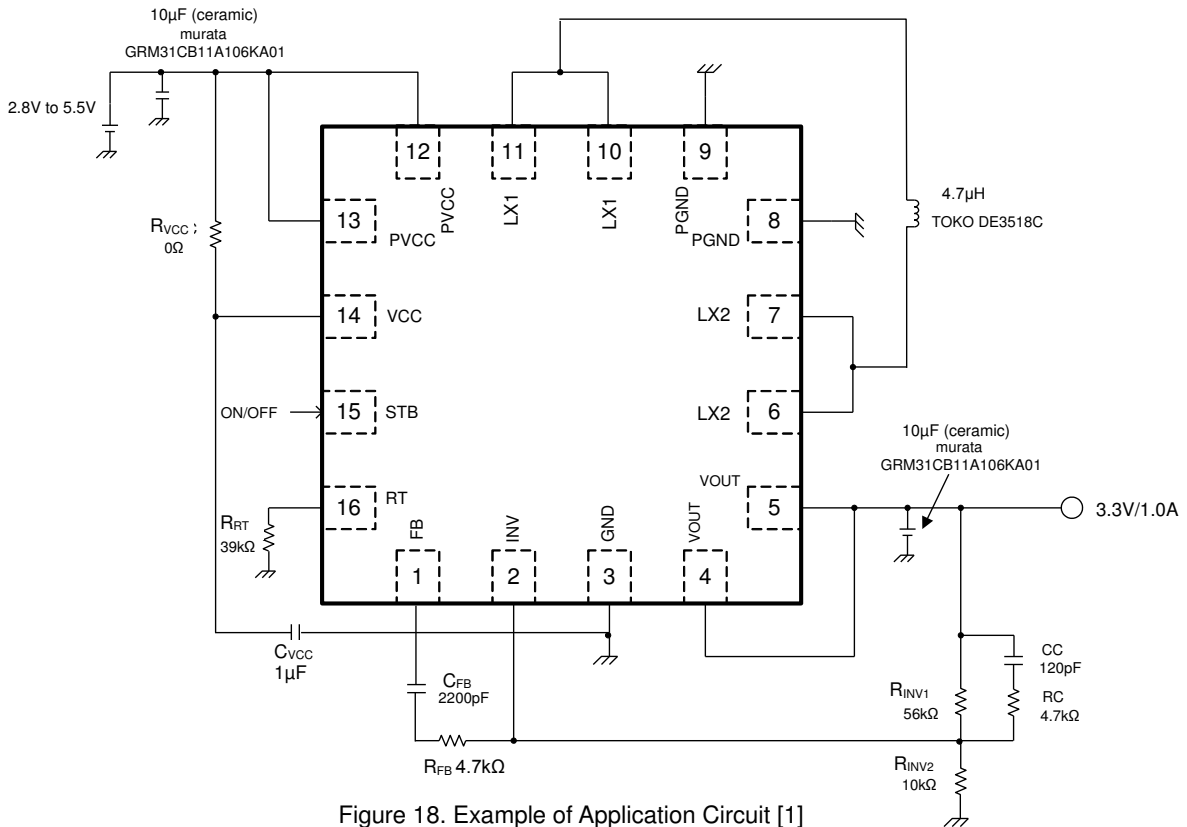 10µF (ceramic)
murata
GRM31CB11A106KA01
2.8V to 5.5V
12
11
10
9
PVCC
LX1
LX1
PGND
4.7µH
TOKO DE3518C
RVCC
0Ω
13
PVCC
8
PGND
14
VCC
7
LX2
ON/OFF
15
STB
6
LX2
10µF (ceramic)
murata
GRM31CB11A106KA01
16
RT
VOUT
5
3.3V/1.0A
RRT
39kΩ
FB
INV
GND
VOUT
1
2
3
4
CVCC
1µF
CFB
2200pF
CC
120pF
RINV1
56kΩ
RC
4.7kΩ
RFB 4.7kΩ
RINV2
10kΩ
Figure 18. Example of Application Circuit [1]